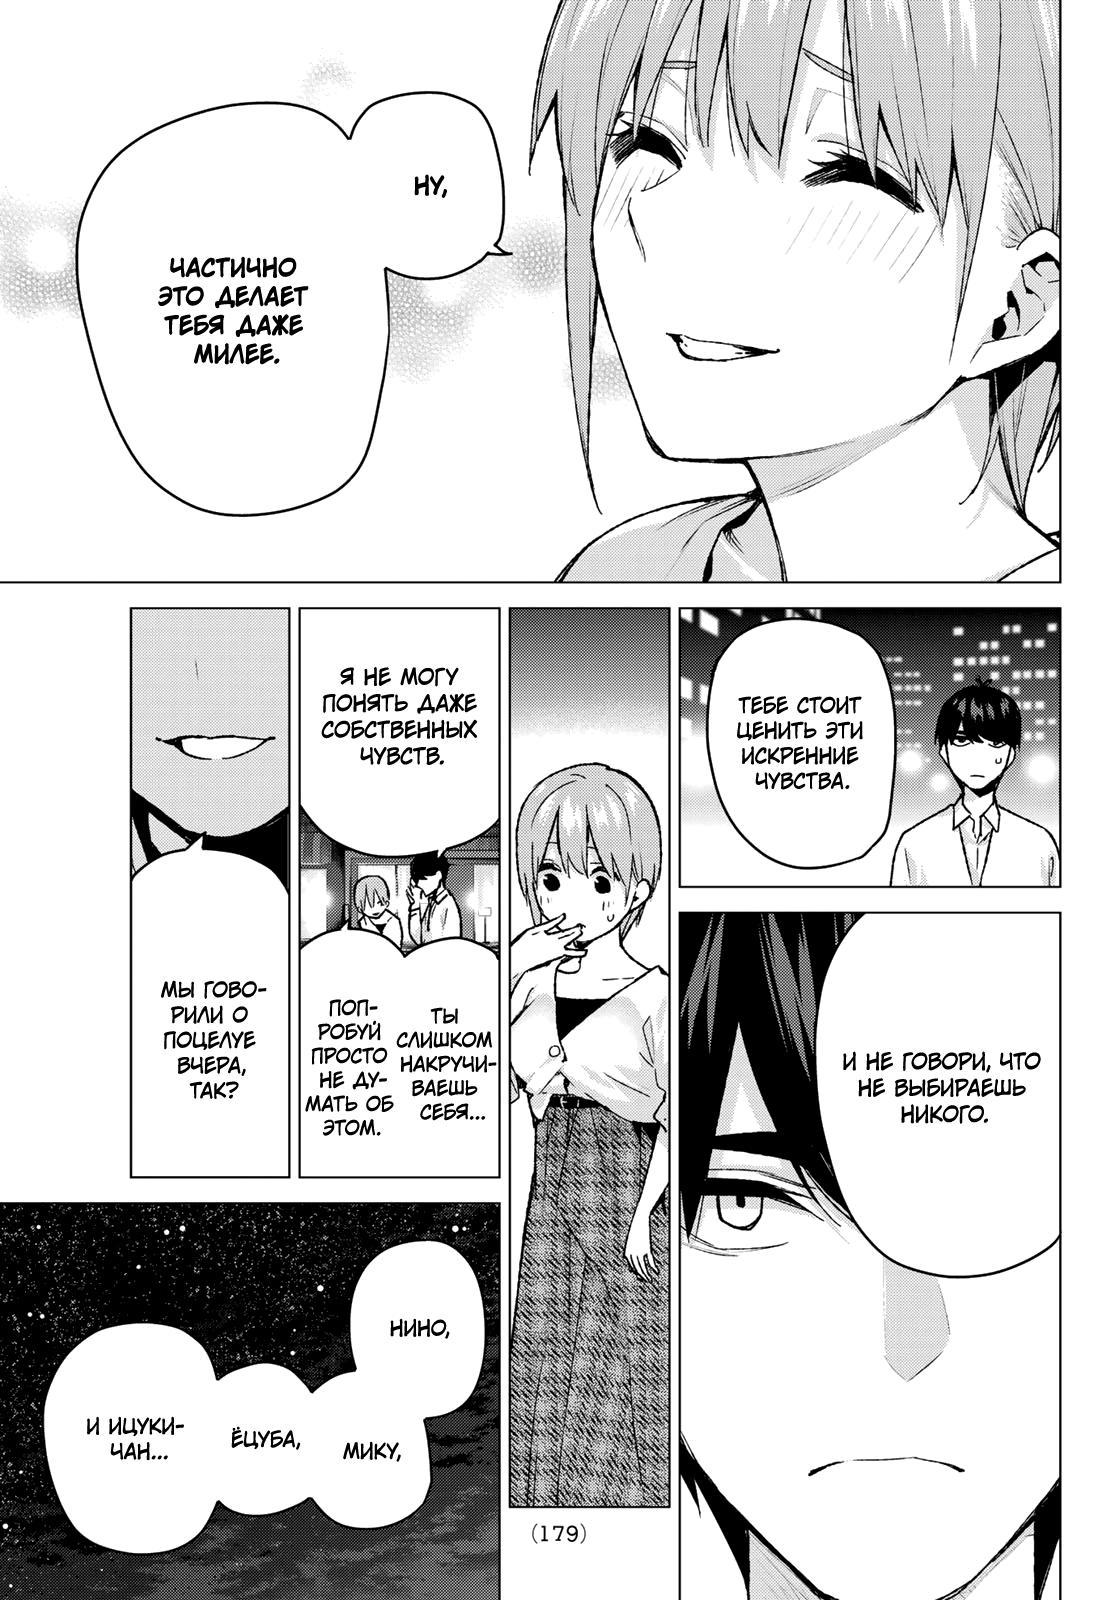 НУ,
ЧАСТИЧНО
ЭТО ДЕЛАЕТ
ТЕБЯ ДАЖЕ
МИЛЕЕ.
ТЕБЕ СТОИТ
ЦЕНИТЬ ЭТИ
ИСКРЕННИЕ
ЧУВСТВА.
И НЕ ГОВОРИ, ЧТО
НЕ ВЫБИРАЕШЬ
НИКОГО.
Я НЕ МОГУ
ПОНЯТЬ ДАЖЕ
СОБСТВЕННЫХ
ЧУВСТВ.
ТЫ
СЛИШКОМ
НАКРУЧИ-
ВАЕШЬ
СЕБЯ...
ПОП-
РОБУЙ
ПРОСТО
НЕ ДУ-
МАТЬ ОБ
ЭТОМ.
МЫ ГОВО-
РИЛИ О
ПОЦЕЛУЕ
ВЧЕРА,
ТАК?
НИНО,
МИКУ,
ЁЦУБА,
И ИЦУКИ-
ЧАН...
(179)